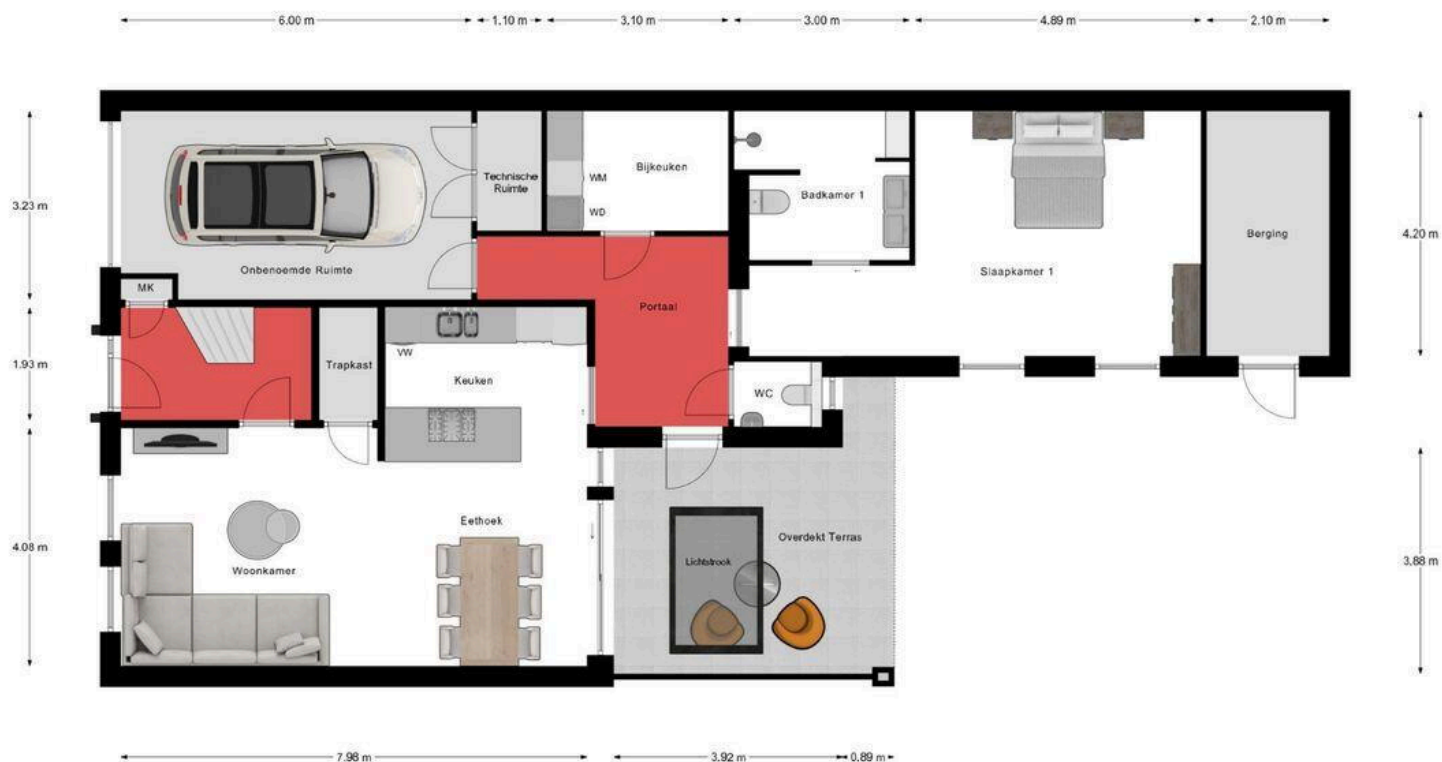 6.00 m
1.10 m
3.10 m
3.00 m
4.89 m
2.10 m
3.23 m
1.93 m
4.08 m
Onbenoemde Ruimte
Technische
Ruimte
WM
WD
Bijkeuken
Badkamer 1
Slaapkamer 1
Berging
4.20 m
MK
Portaal
Trapkast
VW
Keuken
WC
Eethoek
Woonkamer
Lichtstrook
Overdekt Terras
3.88 m
7.98 m
3.92 m
0.89 m